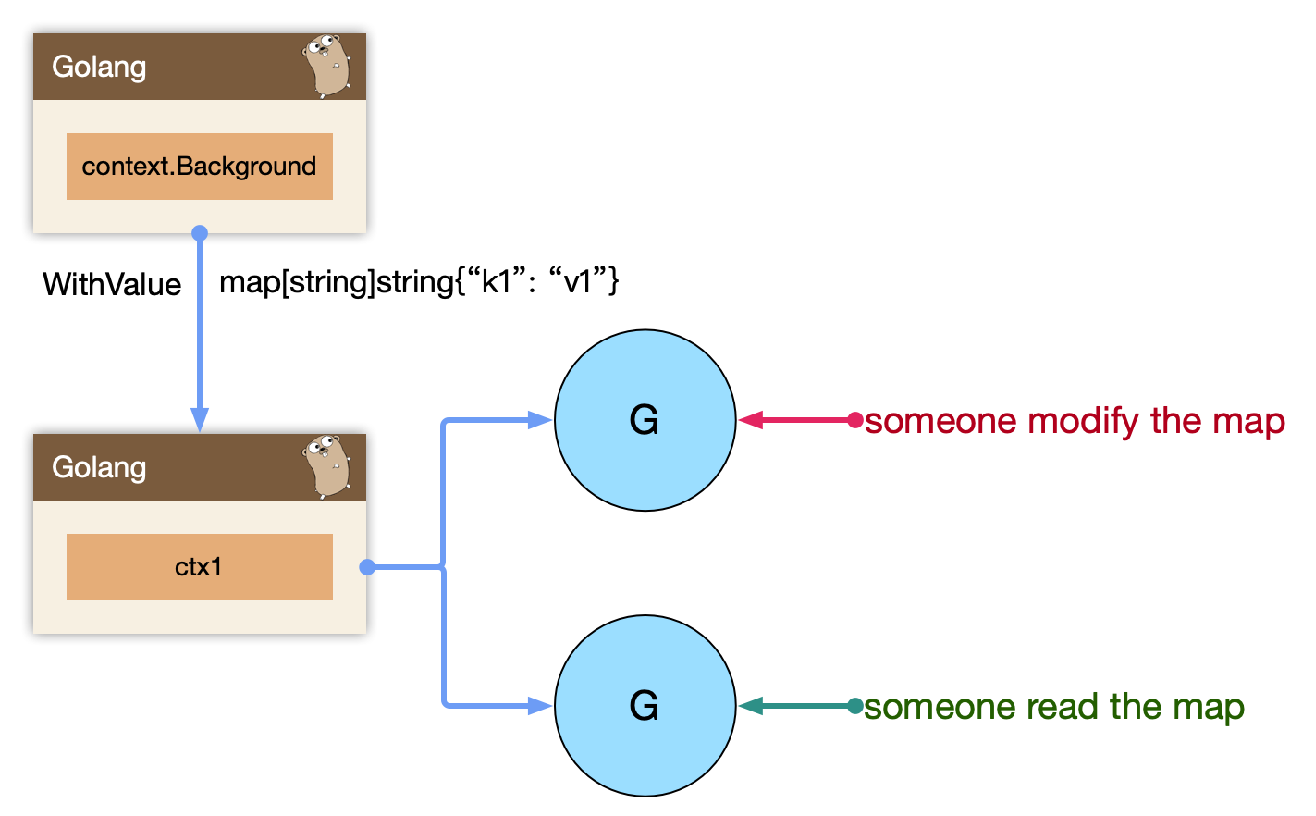 Golang
context.Background
WithValue
map[string]string{“k1”: “v1”}
Golang
ctx1
G
someone modify the map
G
someone read the map